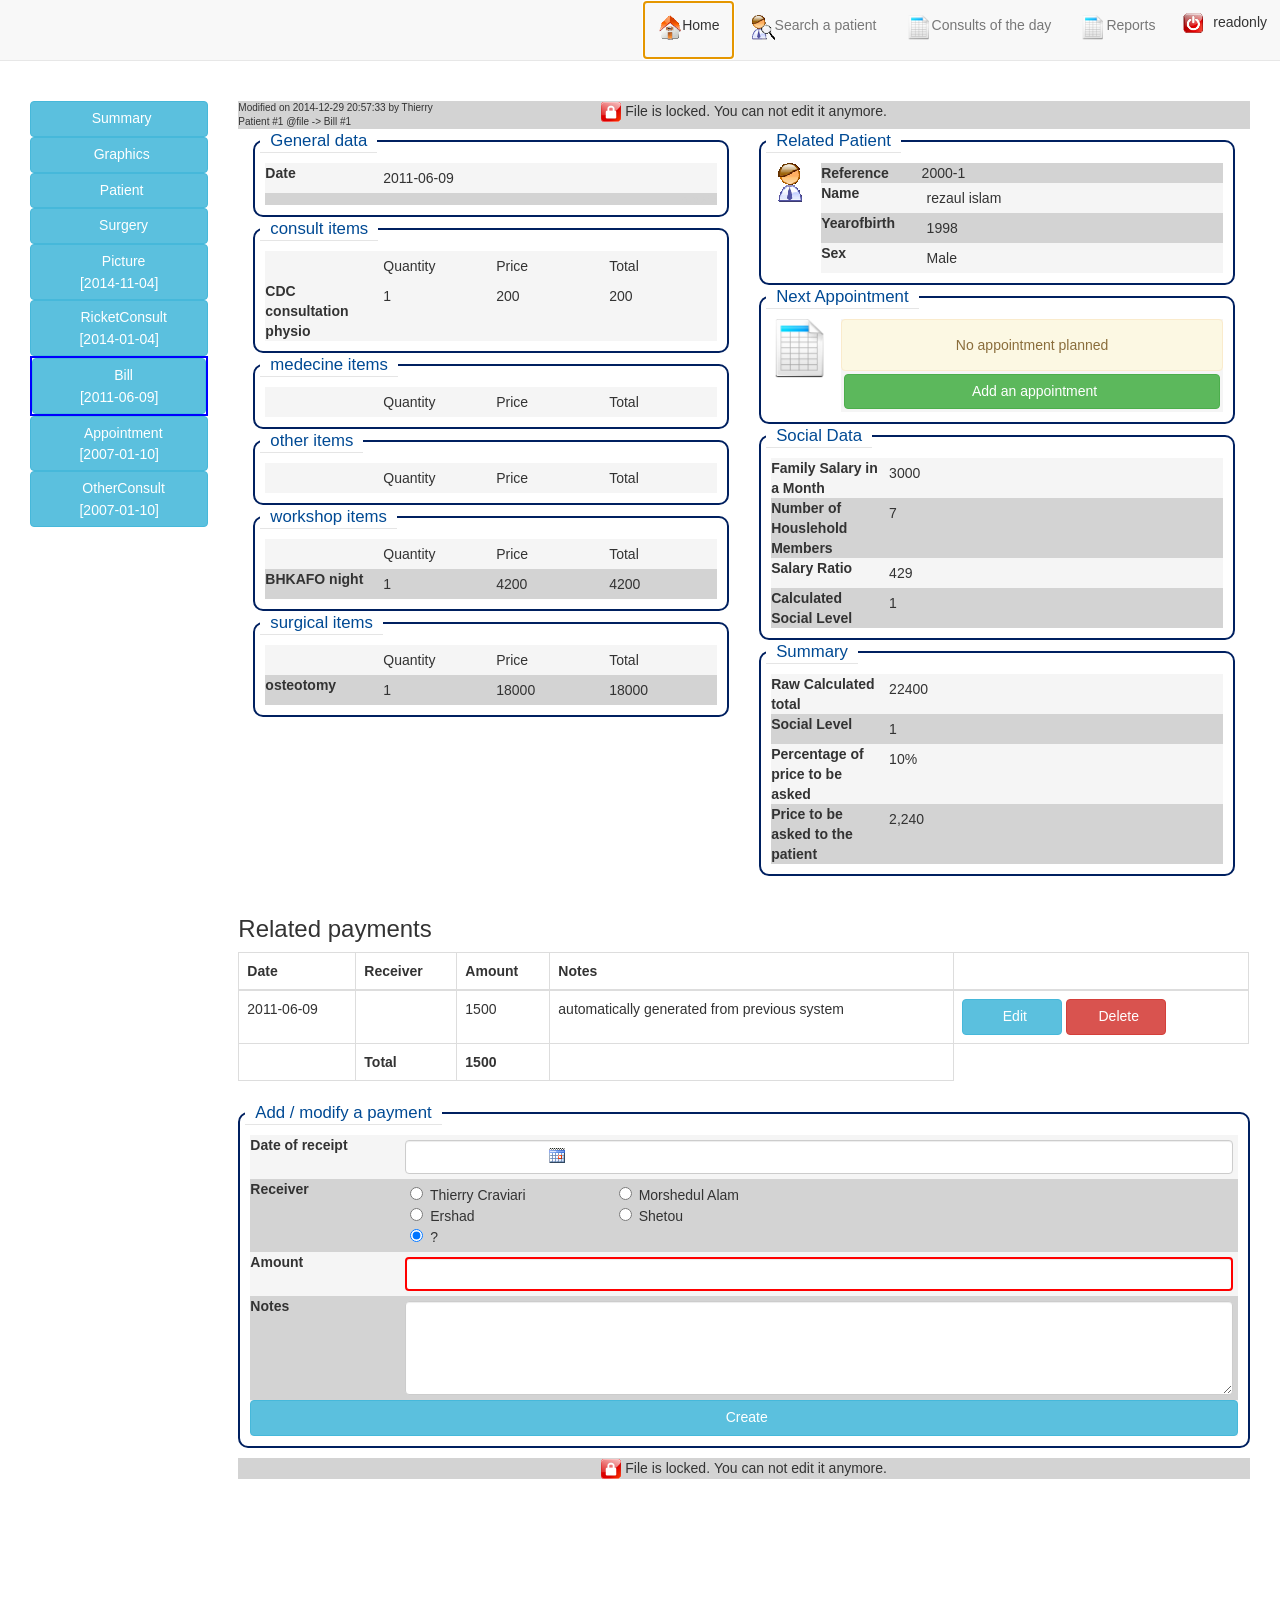 Home
Search a patient
Consults of the day
Reports
readonly
Summary
Graphics
Patient
Surgery
Picture
[2014-11-04]
RicketConsult
[2014-01-04]
Bill
[2011-06-09]
Appointment
[2007-01-10]
OtherConsult
[2007-01-10]
Modified on 2014-12-29 20:57:33 by Thierry
Patient #1 @file -> Bill #1
File is locked. You can not edit it anymore.
General data
Date 2011-06-09
consult items
Quantity Price Total
CDC consultation physio 1 200 200
medecine items
Quantity Price Total
other items
Quantity Price Total
workshop items
Quantity Price Total
BHKAFO night 1 4200 4200
surgical items
Quantity Price Total
osteotomy 1 18000 18000
Related Patient
Reference 2000-1
Name rezaul islam
Yearofbirth 1998
Sex Male
Next Appointment
No appointment planned
Add an appointment
Social Data
Family Salary in a Month 3000
Number of Houslehold Members 7
Salary Ratio 429
Calculated Social Level 1
Summary
Raw Calculated total 22400
Social Level 1
Percentage of price to be asked 10%
Price to be asked to the patient 2,240
Related payments
Date Receiver Amount Notes
2011-06-09 1500 automatically generated from previous system Edit Delete
Total 1500
Add / modify a payment
Date of receipt
Receiver
Thierry Craviari Morshedul Alam
Ershad Shetou
?
Amount
Notes
Create
File is locked. You can not edit it anymore.